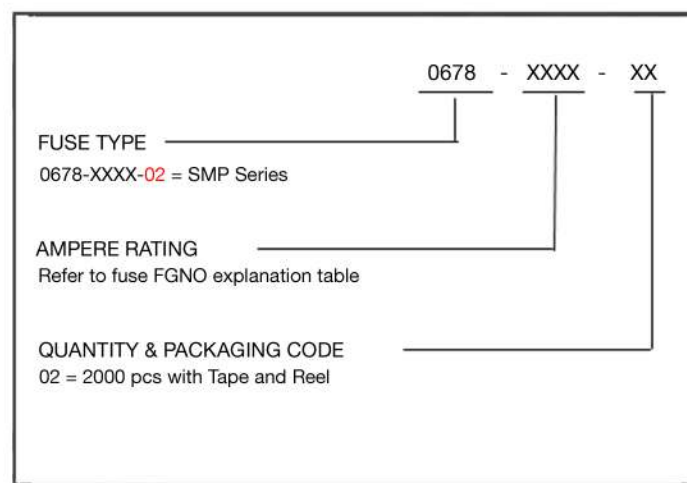 0678 - XXXX - XX
FUSE TYPE
0678-XXXX-02 = SMP Series
AMPERE RATING
Refer to fuse FGNO explanation table
QUANTITY & PACKAGING CODE
02 = 2000 pcs with Tape and Reel